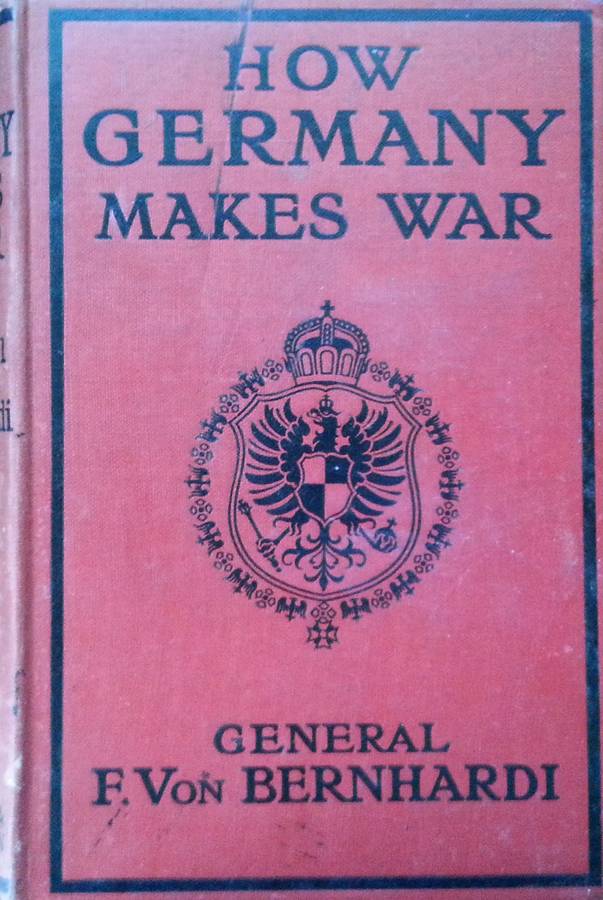 HOW
GERMANY
MAKES WAR
GENERAL
F. VON BERNHARDI